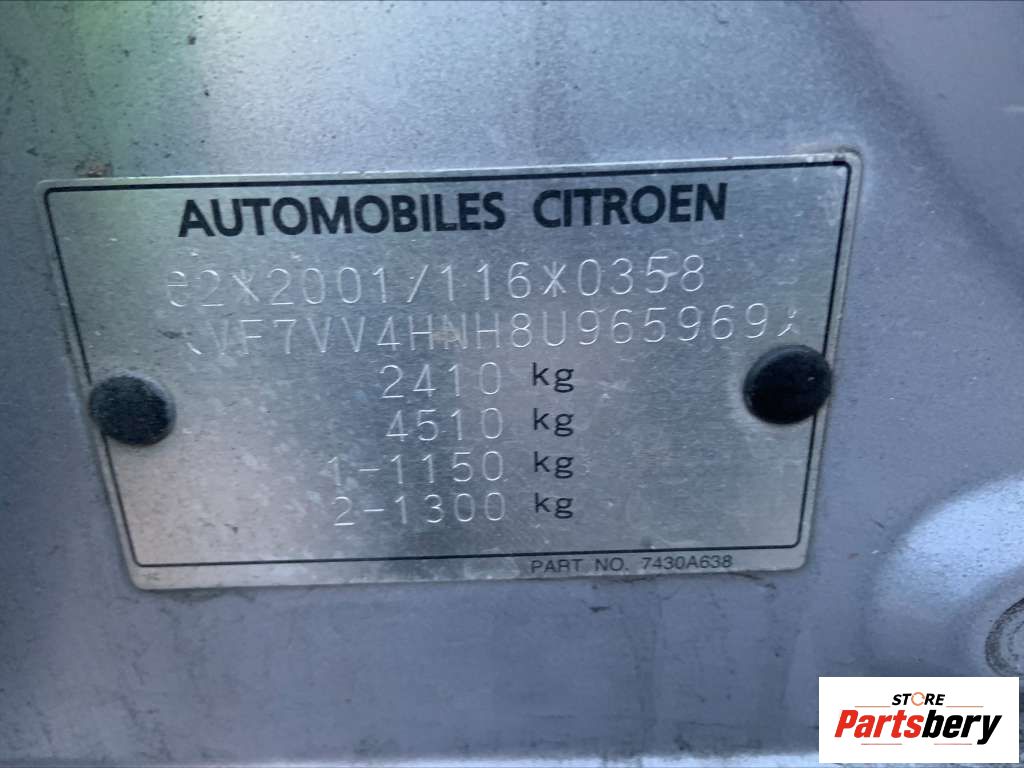 AUTOMOBILES CITROEN
e2*2001/116*0358
*VF7VV4HNH8U965969*
2410 kg
4510 kg
1-1150 kg
2-1300 kg
PART NO. 7430A638
STORE
Partsbery